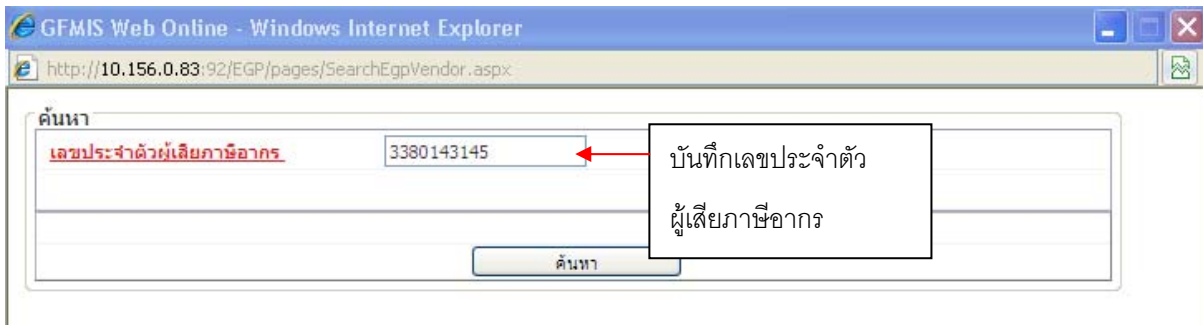 GFMIS Web Online - Windows Internet Explorer
http://10.156.0.83:92/EGP/pages/SearchEgpVendor.aspx
ค้นหา
เลขประจำตัวผู้เสียภาษีอากร 3380143145
บันทึกเลขประจำตัว
ผู้เสียภาษีอากร
ค้นหา